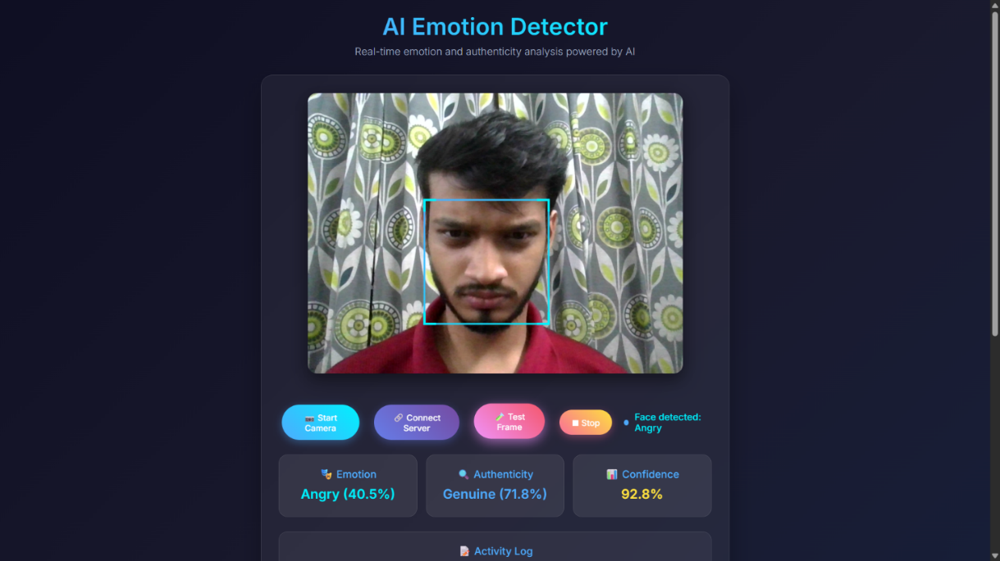 AI Emotion Detector
Real-time emotion and authenticity analysis powered by AI
📷 Start
Camera
🔗 Connect
Server
🧪 Test
Frame
⏹ Stop
Face detected:
Angry
🎭 Emotion
Angry (40.5%)
🔍 Authenticity
Genuine (71.8%)
📊 Confidence
92.8%
📝 Activity Log